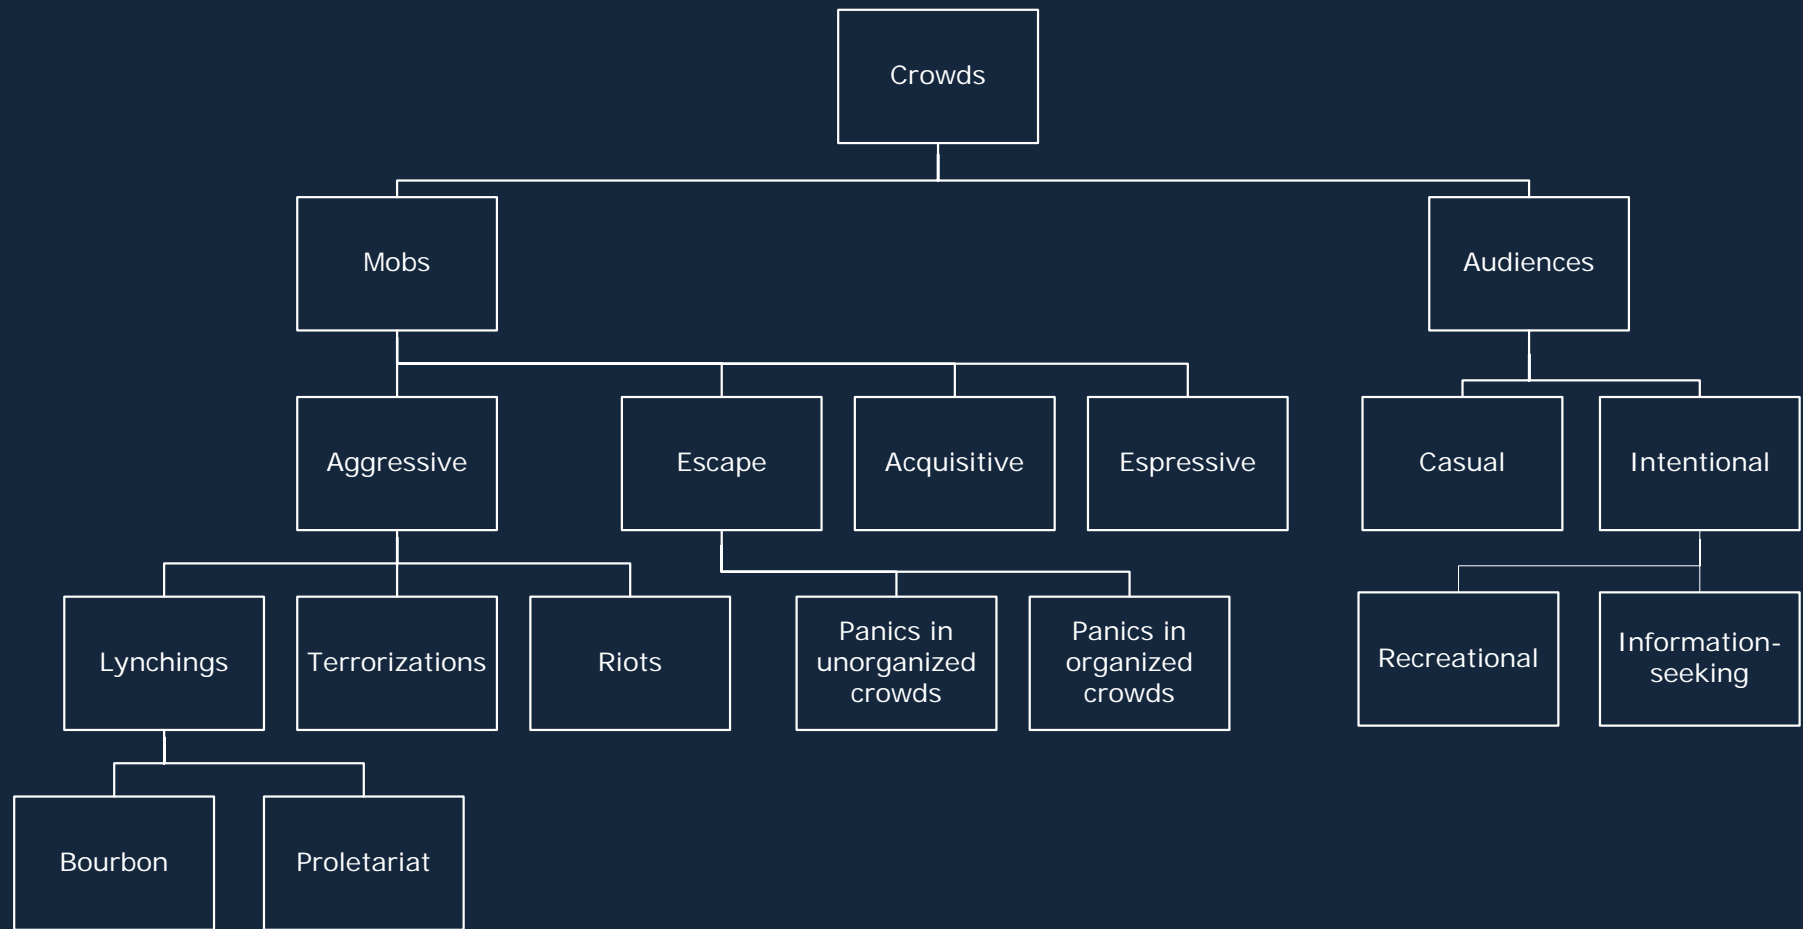 Crowds
Mobs
Audiences
Aggressive
Escape
Acquisitive
Espressive
Casual
Intentional
Lynchings
Terrorizations
Riots
Panics in
unorganized
crowds
Panics in
organized
crowds
Recreational
Information-
seeking
Bourbon
Proletariat